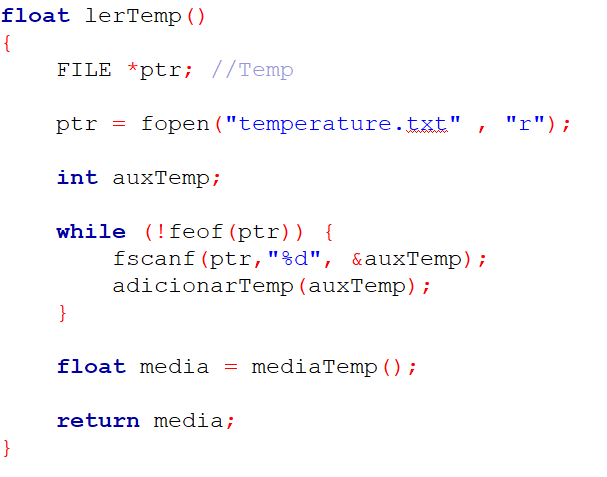 float lerTemp()
{
    FILE *ptr; //Temp
    ptr = fopen("temperature.txt" , "r");
    int auxTemp;
    while (!feof(ptr)) {
        fscanf(ptr,"%d", &auxTemp);
        adicionarTemp(auxTemp);
    }
    float media = mediaTemp();
    return media;
}